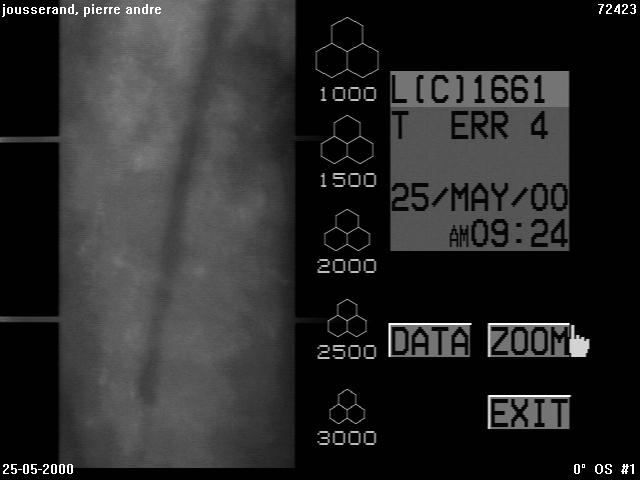 jousserand, pierre andre
72423
1000
1500
2000
2500
3000
L(C)1661
T ERR 4
25/MAY/00
AM09:24
DATA
ZOOM
EXIT
25-05-2000
0° OS #1